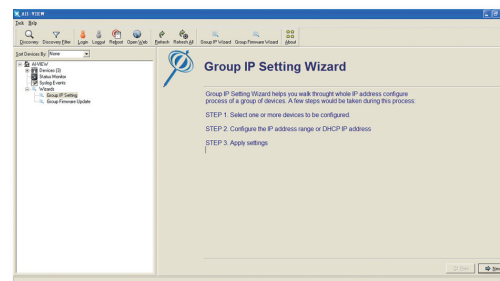 AI-VIEW
Task Help
Discovery Discovery Filter Login Logout Reboot Open Web Refresh Refresh All Group IP Wizard Group Firmware Wizard About
Sort Devices By: None
AI-VIEW
Devices (3)
Status Monitor
Syslog Events
Wizards
Group IP Setting
Group Firmware Update
Group IP Setting Wizard
Group IP Setting Wizard helps you walk throught whole IP address configure
process of a group of devices. A few steps would be taken during this process:
STEP 1. Select one or more devices to be configured.
STEP 2. Configure the IP address range or DHCP IP address
STEP 3. Apply settings